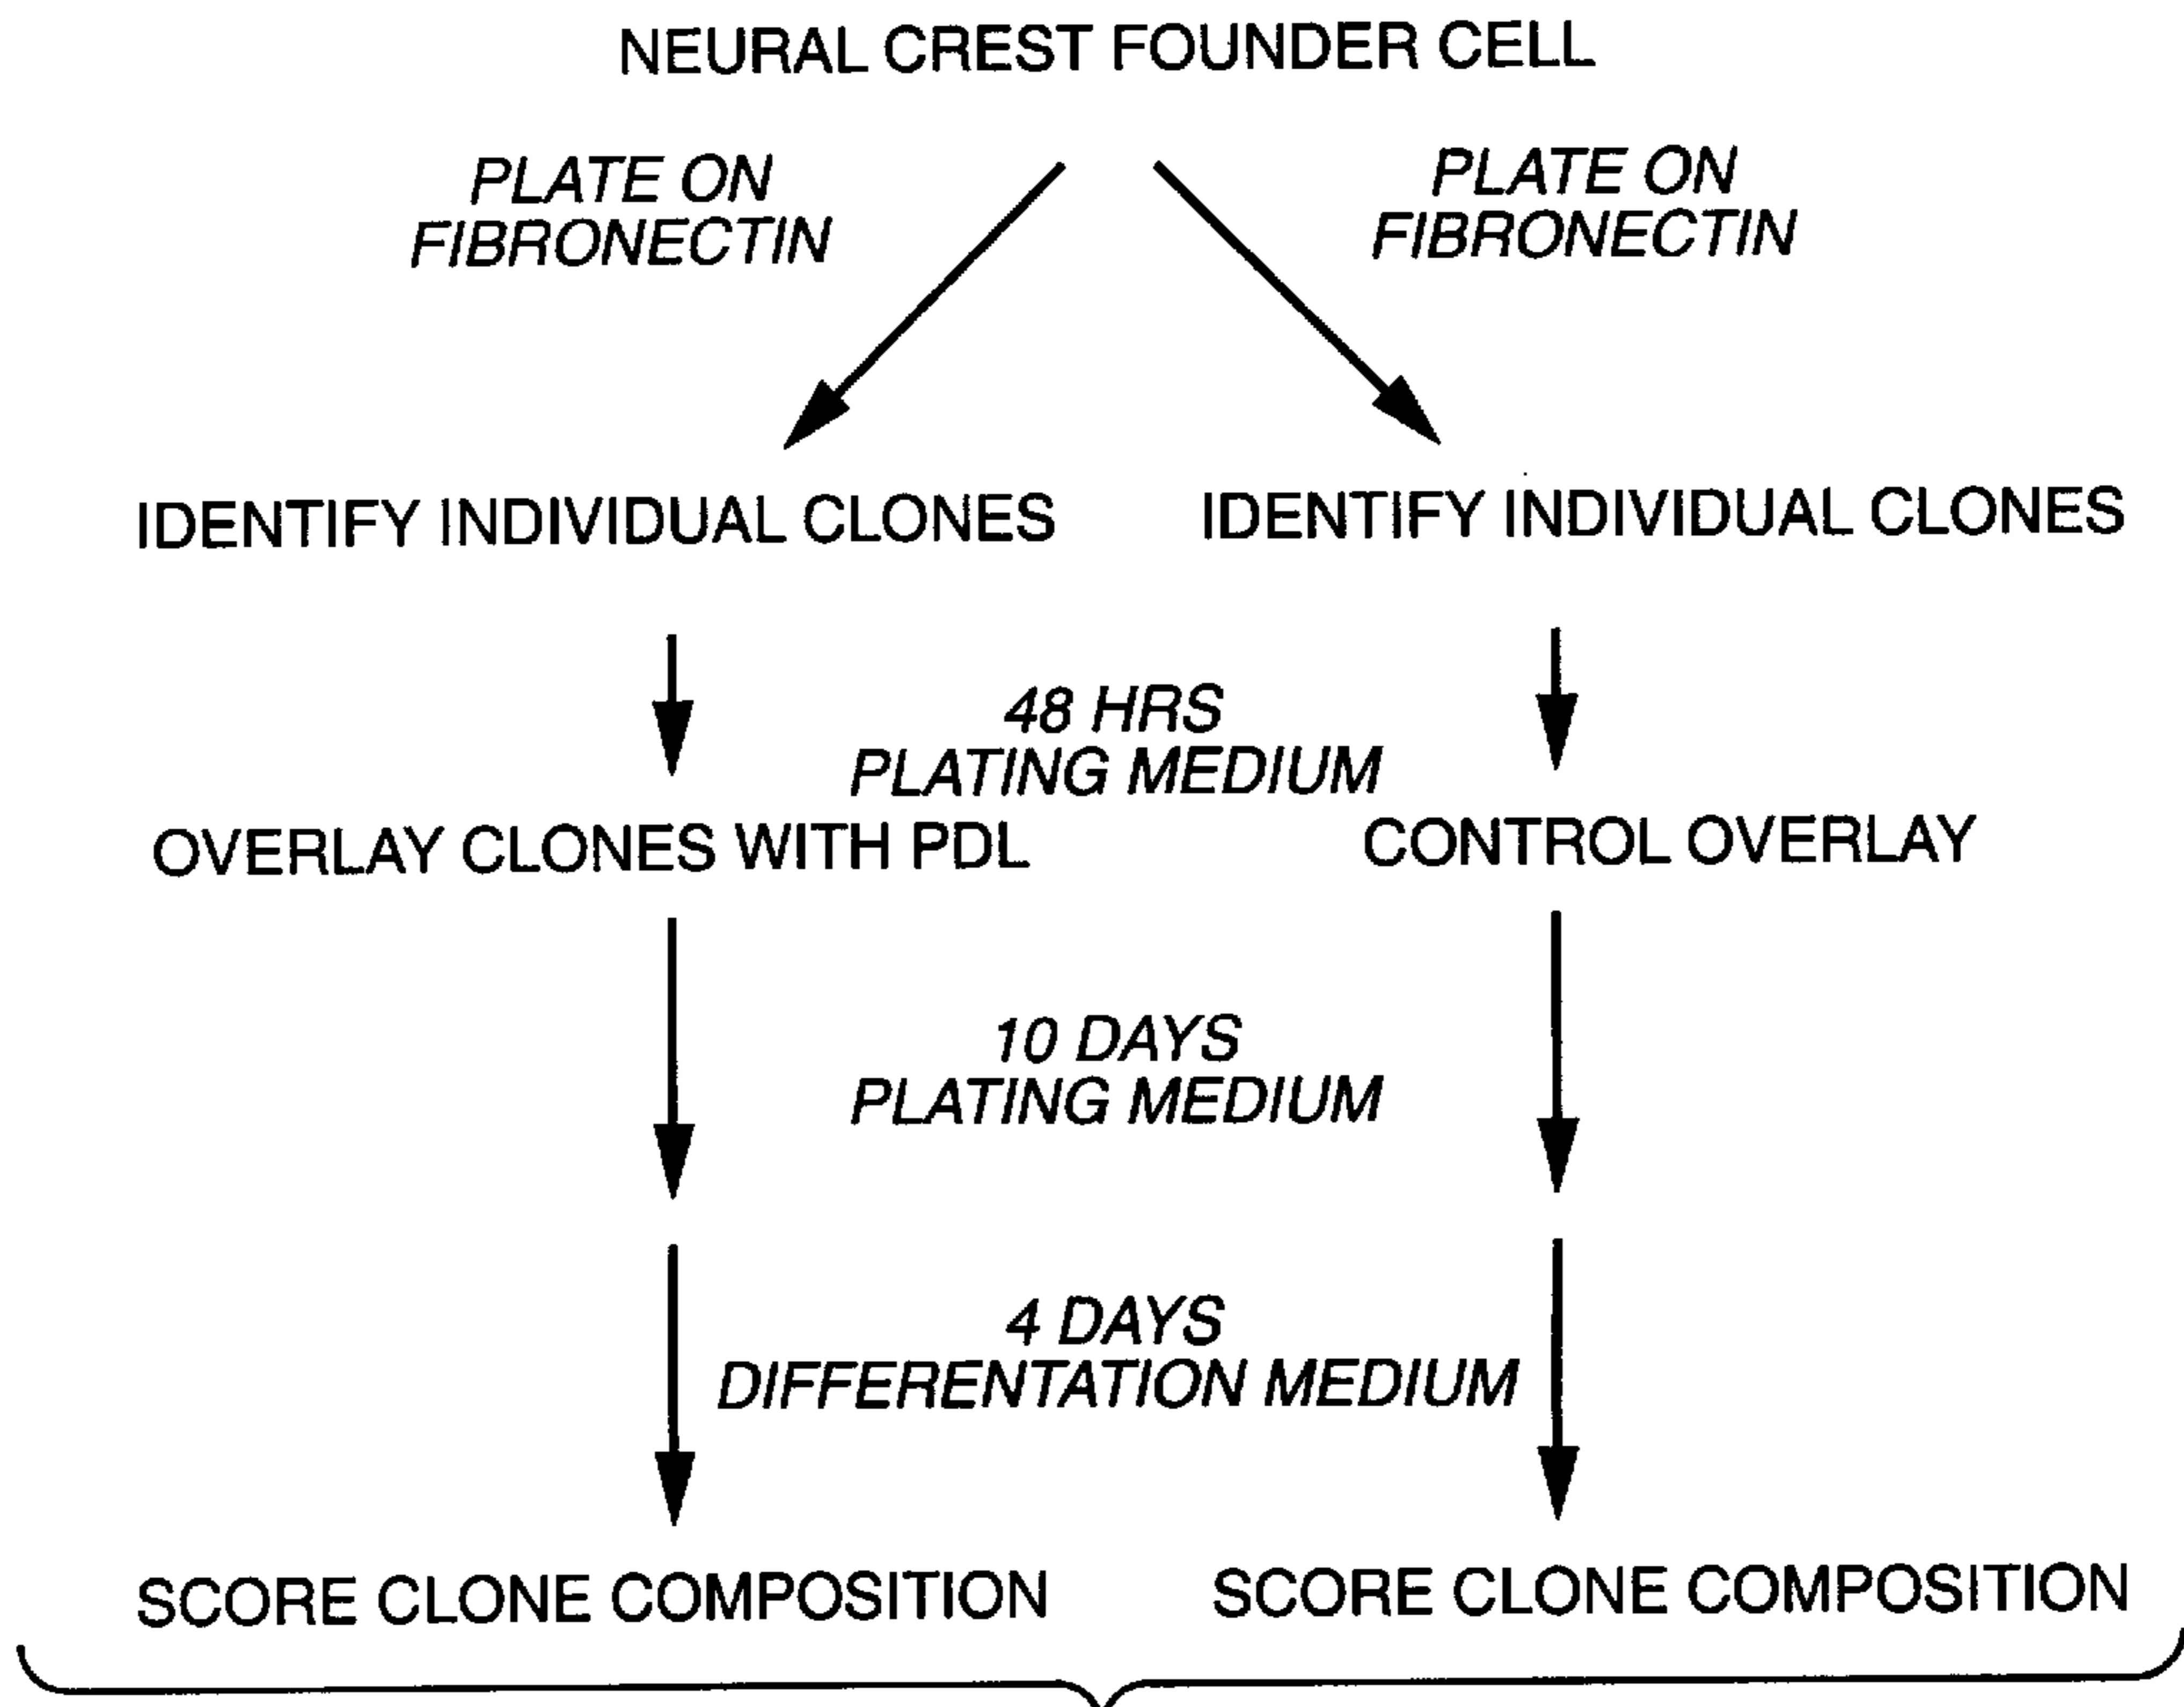 NEURAL CREST FOUNDER CELL
PLATE ON
FIBRONECTIN
PLATE ON
FIBRONECTIN
IDENTIFY INDIVIDUAL CLONES
IDENTIFY INDIVIDUAL CLONES
48 HRS
PLATING MEDIUM
OVERLAY CLONES WITH PDL
CONTROL OVERLAY
10 DAYS
PLATING MEDIUM
4 DAYS
DIFFERENTATION MEDIUM
SCORE CLONE COMPOSITION
SCORE CLONE COMPOSITION